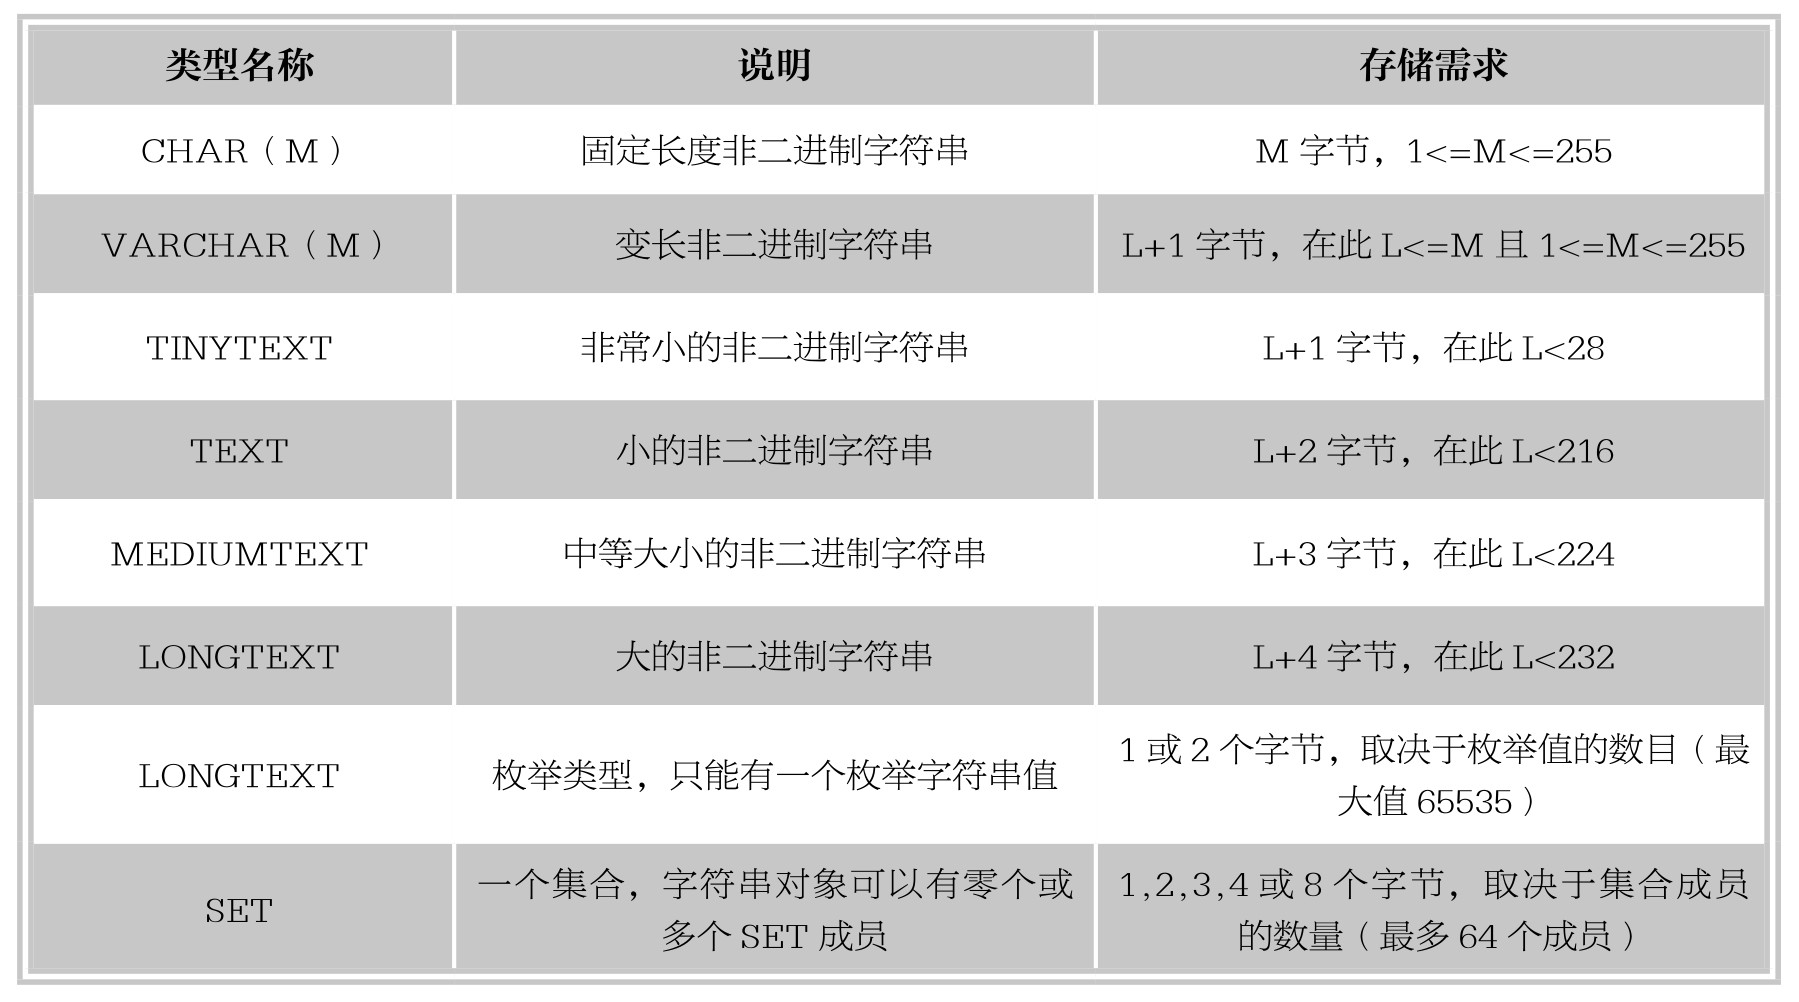 类型名称 说明 存储需求
CHAR（M） 固定长度非二进制字符串 M 字节，1<=M<=255
VARCHAR（M） 变长非二进制字符串 L+1 字节，在此 L<=M 且 1<=M<=255
TINYTEXT 非常小的非二进制字符串 L+1 字节，在此 L<28
TEXT 小的非二进制字符串 L+2 字节，在此 L<216
MEDIUMTEXT 中等大小的非二进制字符串 L+3 字节，在此 L<224
LONGTEXT 大的非二进制字符串 L+4 字节，在此 L<232
LONGTEXT 枚举类型，只能有一个枚举字符串值 1 或 2 个字节，取决于枚举值的数目（最
大值 65535）
SET 一个集合，字符串对象可以有零个或 1,2,3,4 或 8 个字节，取决于集合成员
多个 SET 成员 的数量（最多 64 个成员）